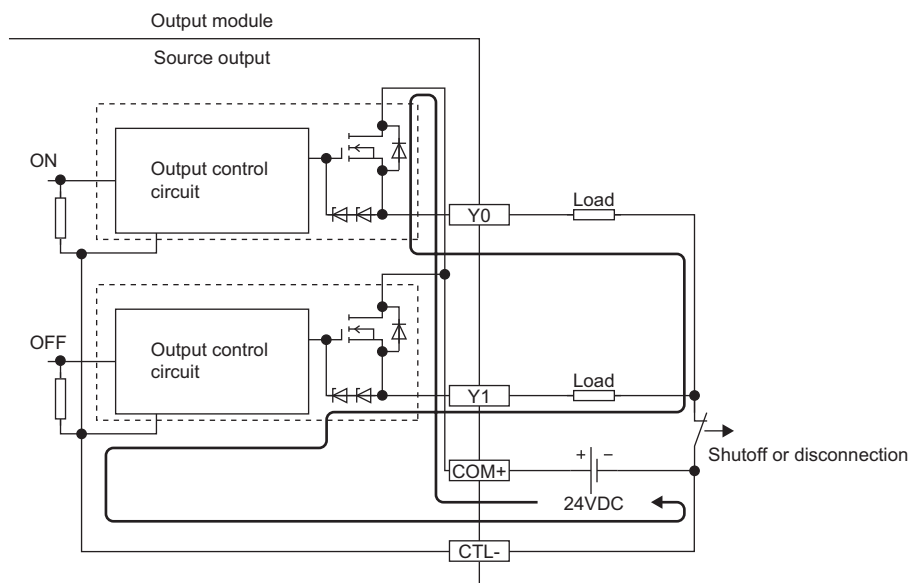 Output module
Source output
ON
Output control
circuit
Load
Y0
OFF
Output control
circuit
Load
Y1
Shutoff or disconnection
+ −
COM+
24VDC
CTL-